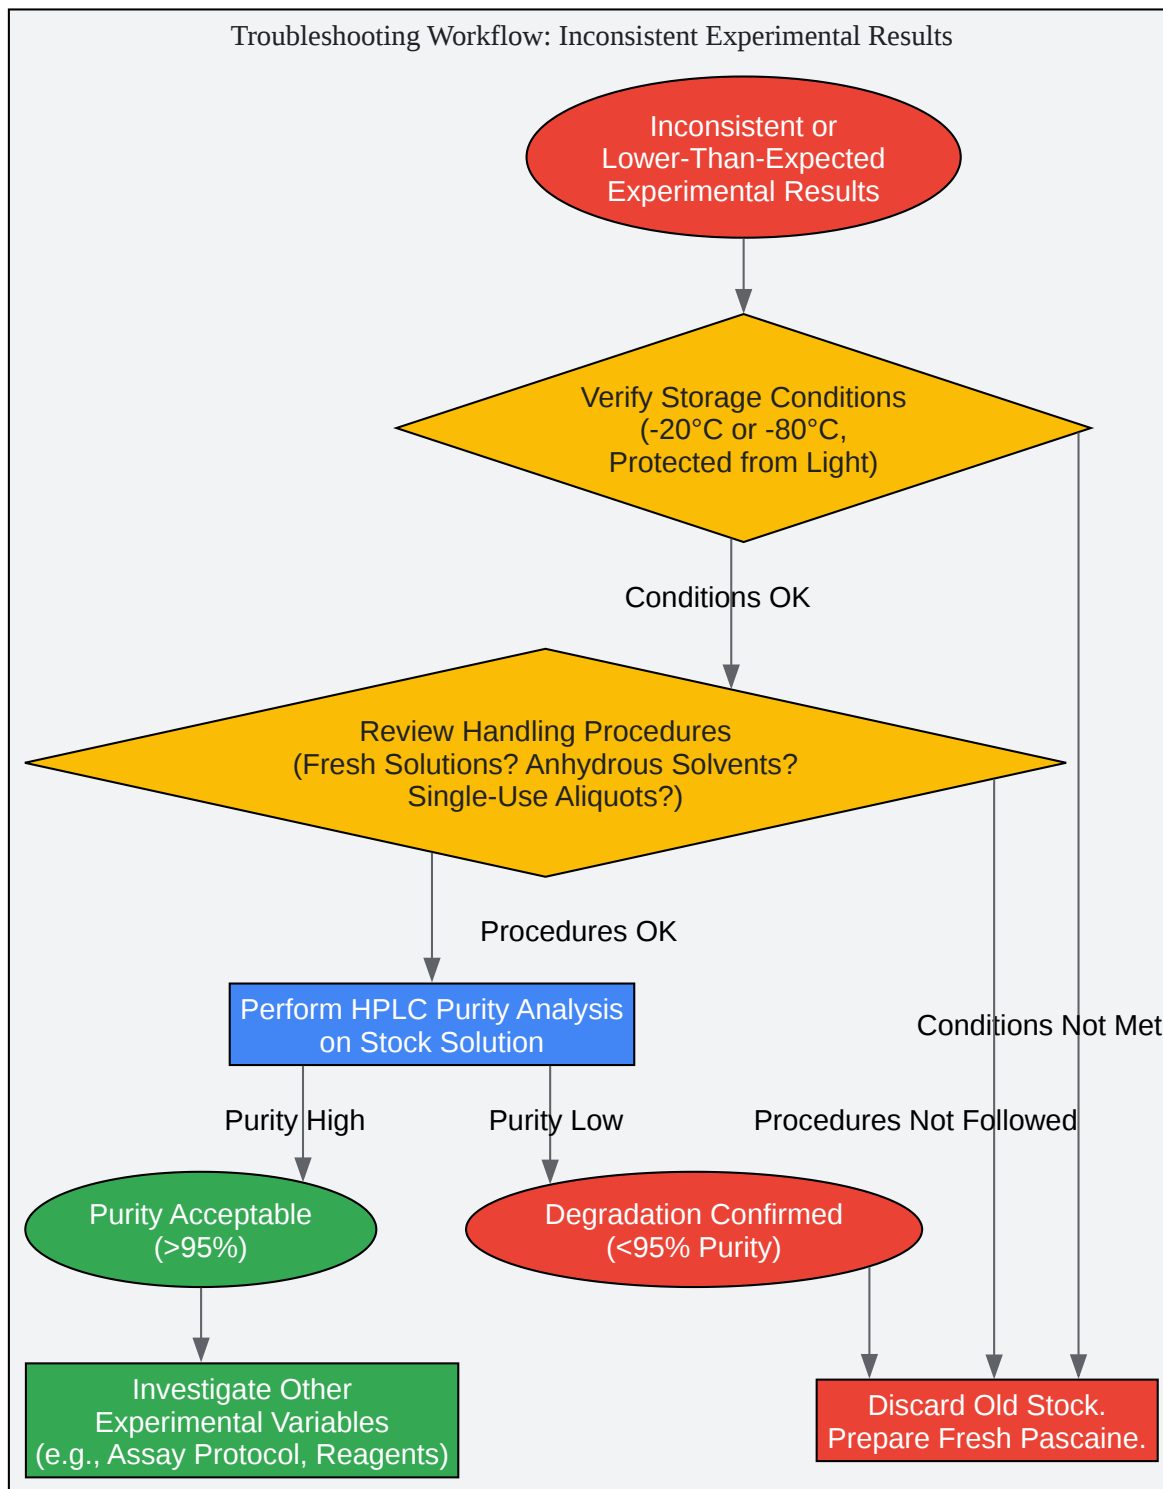 Troubleshooting Workflow: Inconsistent Experimental Results
Inconsistent or
Lower-Than-Expected
Experimental Results
Verify Storage Conditions
(-20°C or -80°C,
Protected from Light)
Conditions OK
Review Handling Procedures
(Fresh Solutions? Anhydrous Solvents?
Single-Use Aliquots?)
Procedures OK
Perform HPLC Purity Analysis
on Stock Solution
Conditions Not Met
Purity High
Purity Low
Procedures Not Followed
Purity Acceptable
(>95%)
Degradation Confirmed
(<95% Purity)
Investigate Other
Experimental Variables
(e.g., Assay Protocol, Reagents)
Discard Old Stock.
Prepare Fresh Pascaine.